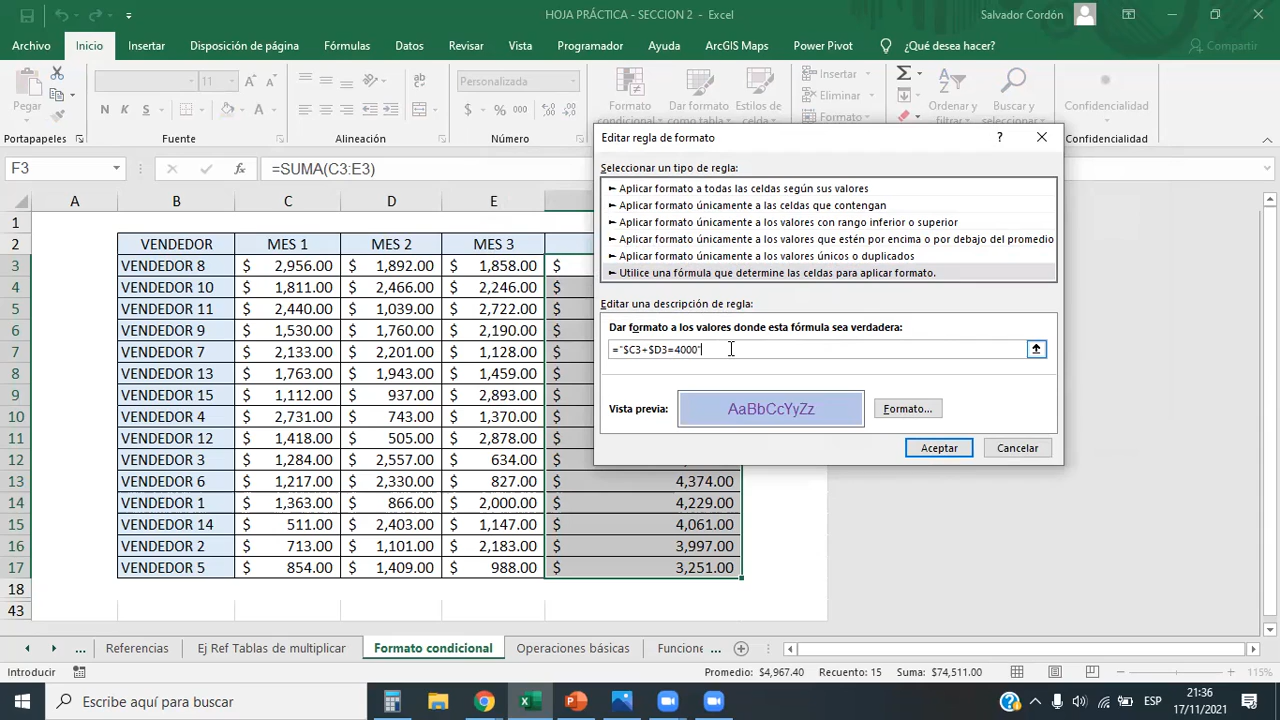 HOJA PRÁCTICA - SECCION 2 - Excel
Salvador Cordón
Archivo Inicio Insertar Disposición de página Fórmulas Datos Revisar Vista Programador Ayuda ArcGIS Maps Power Pivot ¿Qué desea hacer? Compartir
Pegar
11
N K S
Personalizada
$ % 000
Formato condicional
Dar formato como tabla
Estilos de celda
Insertar
Eliminar
Formato
Ordenar y filtrar
Buscar y seleccionar
Confidencialidad
Portapapeles Fuente Alineación Número Confidencialidad
F3 =SUMA(C3:E3)
A B C D E
1
2 VENDEDOR MES 1 MES 2 MES 3
3 VENDEDOR 8 $ 2,956.00 $ 1,892.00 $ 1,858.00 $
4 VENDEDOR 10 $ 1,811.00 $ 2,466.00 $ 2,246.00 $
5 VENDEDOR 11 $ 2,440.00 $ 1,039.00 $ 2,722.00 $
6 VENDEDOR 9 $ 1,530.00 $ 1,760.00 $ 2,190.00 $
7 VENDEDOR 7 $ 2,133.00 $ 2,201.00 $ 1,128.00 $
8 VENDEDOR 13 $ 1,763.00 $ 1,943.00 $ 1,459.00 $
9 VENDEDOR 15 $ 1,112.00 $ 937.00 $ 2,893.00 $
10 VENDEDOR 4 $ 2,731.00 $ 743.00 $ 1,370.00 $
11 VENDEDOR 12 $ 1,418.00 $ 505.00 $ 2,878.00 $
12 VENDEDOR 3 $ 1,284.00 $ 2,557.00 $ 634.00 $
13 VENDEDOR 6 $ 1,217.00 $ 2,330.00 $ 827.00 $ 4,374.00
14 VENDEDOR 1 $ 1,363.00 $ 866.00 $ 2,000.00 $ 4,229.00
15 VENDEDOR 14 $ 511.00 $ 2,403.00 $ 1,147.00 $ 4,061.00
16 VENDEDOR 2 $ 713.00 $ 1,101.00 $ 2,183.00 $ 3,997.00
17 VENDEDOR 5 $ 854.00 $ 1,409.00 $ 988.00 $ 3,251.00
18
43
Editar regla de formato ?
Seleccionar un tipo de regla:
► Aplicar formato a todas las celdas según sus valores
► Aplicar formato únicamente a las celdas que contengan
► Aplicar formato únicamente a los valores con rango inferior o superior
► Aplicar formato únicamente a los valores que estén por encima o por debajo del promedio
► Aplicar formato únicamente a los valores únicos o duplicados
► Utilice una fórmula que determine las celdas para aplicar formato.
Editar una descripción de regla:
Dar formato a los valores donde esta fórmula sea verdadera:
="$C3+$D3=4000"
Vista previa: AaBbCcYyZz Formato...
Aceptar Cancelar
... Referencias Ej Ref Tablas de multiplicar Formato condicional Operaciones básicas Funcione ...
Introducir Promedio: $4,967.40 Recuento: 15 Suma: $74,511.00 115%
Escribe aquí para buscar
ESP
21:36
17/11/2021